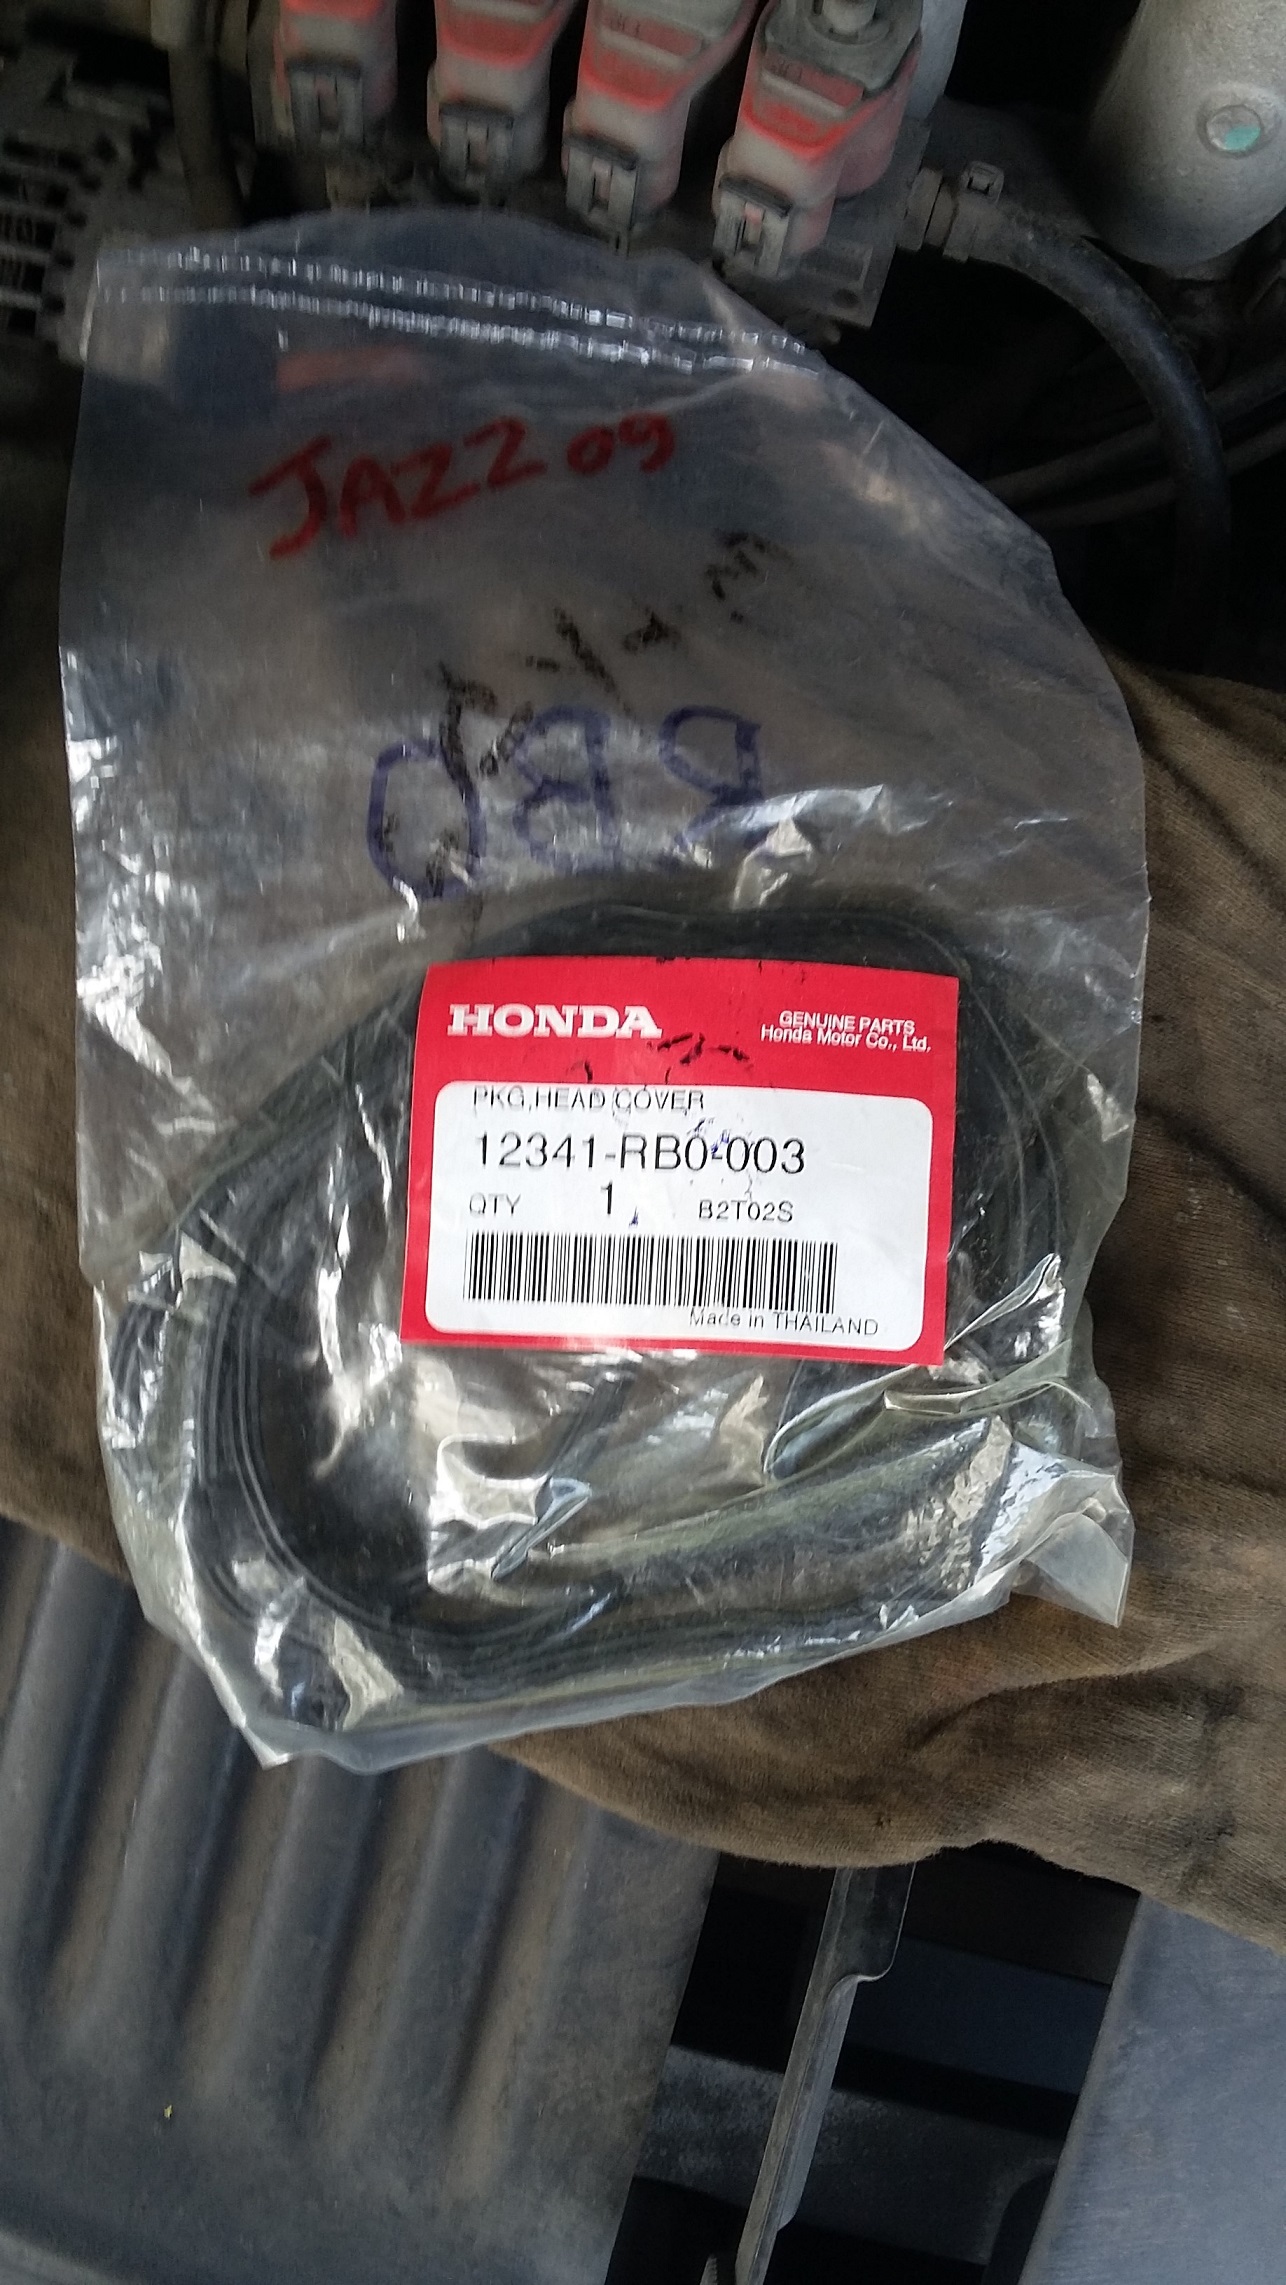 JAZZ 09
RB0
HONDA
GENUINE PARTS
Honda Motor Co., Ltd.
PKG,HEAD COVER
12341-RB0-003
QTY 1 B2T02S
Made in THAILAND